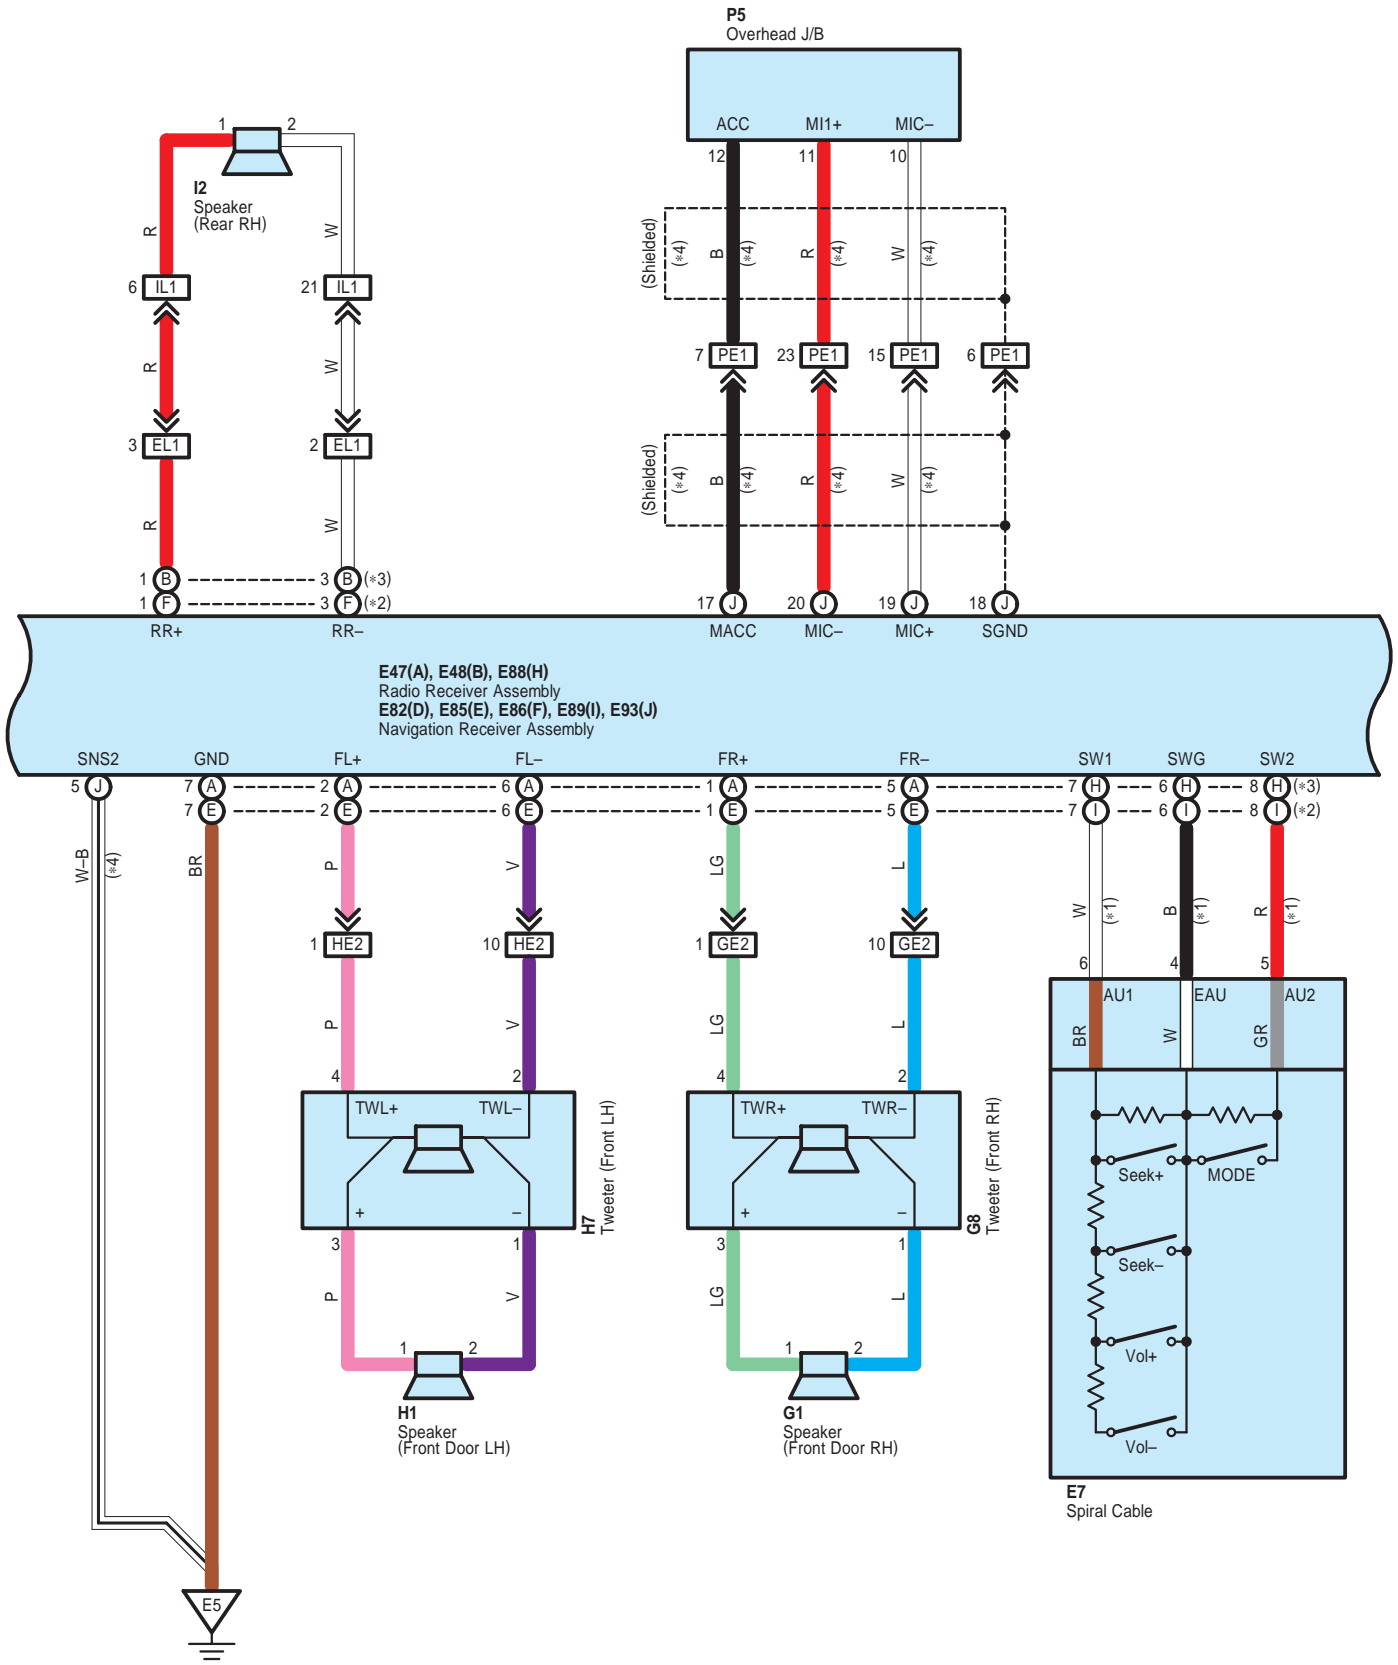 P5
Overhead J/B
ACC MI1+ MIC–
12 11 10
1 2
I2
Speaker
(Rear RH)
R W
(Shielded) (*4) B (*4) R (*4) W (*4)
6 IL1 21 IL1
7 PE1 23 PE1 15 PE1 6 PE1
R W
3 EL1 2 EL1
(Shielded) (*4) B (*4) R (*4) W (*4)
R W
1 B 3 B (*3)
1 F 3 F (*2)
17 J 20 J 19 J 18 J
RR+ RR– MACC MIC– MIC+ SGND
E47(A), E48(B), E88(H)
Radio Receiver Assembly
E82(D), E85(E), E86(F), E89(I), E93(J)
Navigation Receiver Assembly
SNS2 GND FL+ FL– FR+ FR– SW1 SWG SW2
5 J 7 A 2 A 6 A 1 A 5 A 7 H 6 H 8 H (*3)
7 E 2 E 6 E 1 E 5 E 7 I 6 I 8 I (*2)
W–B (*4) BR P V LG L W (*1) B (*1) R (*1)
1 HE2 10 HE2 1 GE2 10 GE2
6 4 5
AU1 EAU AU2
BR W GR
P V LG L
4 2 4 2
TWL+ TWL– TWR+ TWR–
+ – + –
H7
Tweeter (Front LH)
G8
Tweeter (Front RH)
Seek+ MODE
Seek–
Vol+
Vol–
3 1 3 1
P V LG L
1 2 1 2
H1
Speaker
(Front Door LH)
G1
Speaker
(Front Door RH)
E7
Spiral Cable
E5